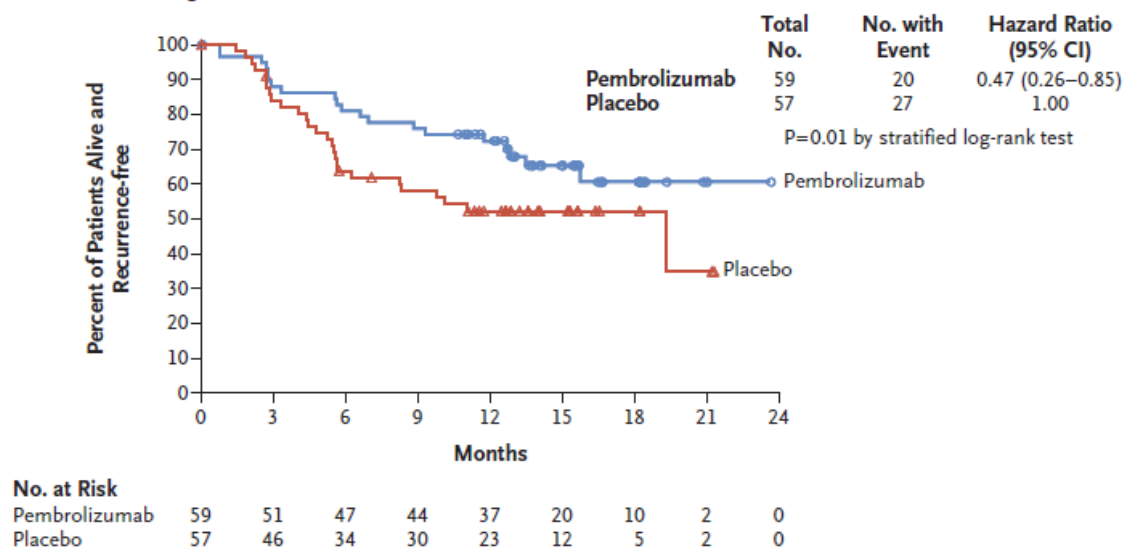 Total No. with Hazard Ratio
No. Event (95% CI)
Pembrolizumab 59 20 0.47 (0.26–0.85)
Placebo 57 27 1.00
P=0.01 by stratified log-rank test
Percent of Patients Alive and
Recurrence-free
100
90
80
70
60
50
40
30
20
10
0
Pembrolizumab
Placebo
0 3 6 9 12 15 18 21 24
Months
No. at Risk
Pembrolizumab 59 51 47 44 37 20 10 2 0
Placebo 57 46 34 30 23 12 5 2 0